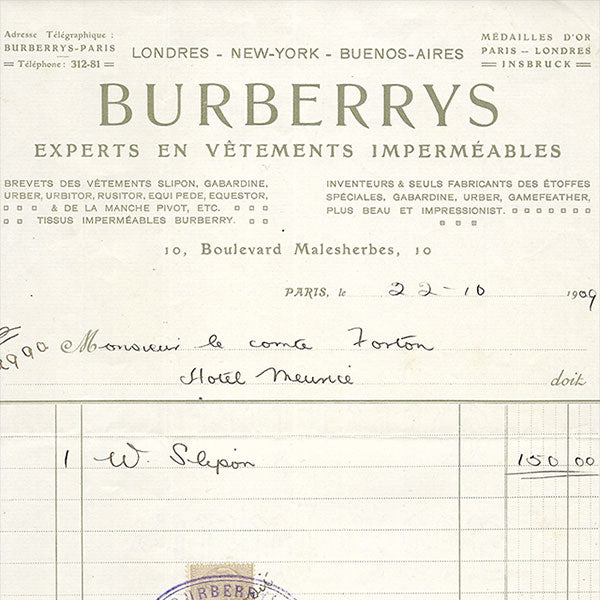 Adresse Télégraphique :
BURBERRYS-PARIS
Téléphone: 312-81
LONDRES - NEW-YORK - BUENOS-AIRES
MÉDAILLES D'OR
PARIS -- LONDRES
INSBRUCK
BURBERRYS
EXPERTS EN VÊTEMENTS IMPERMÉABLES
BREVETS DES VÊTEMENTS SLIPON, GABARDINE,
URBER, URBITOR, RUSITOR, EQUI PEDE, EQUESTOR,
& DE LA MANCHE PIVOT, ETC.
TISSUS IMPERMÉABLES BURBERRY.
INVENTEURS & SEULS FABRICANTS DES ÉTOFFES
SPÉCIALES, GABARDINE, URBER, GAMEFEATHER,
PLUS BEAU ET IMPRESSIONIST.
10, Boulevard Malesherbes, 10
PARIS, le 22-10 1909
Monsieur le comte Forton
Hotel Meurice
doit
1 W. Slipon 150 00
BURBERRY